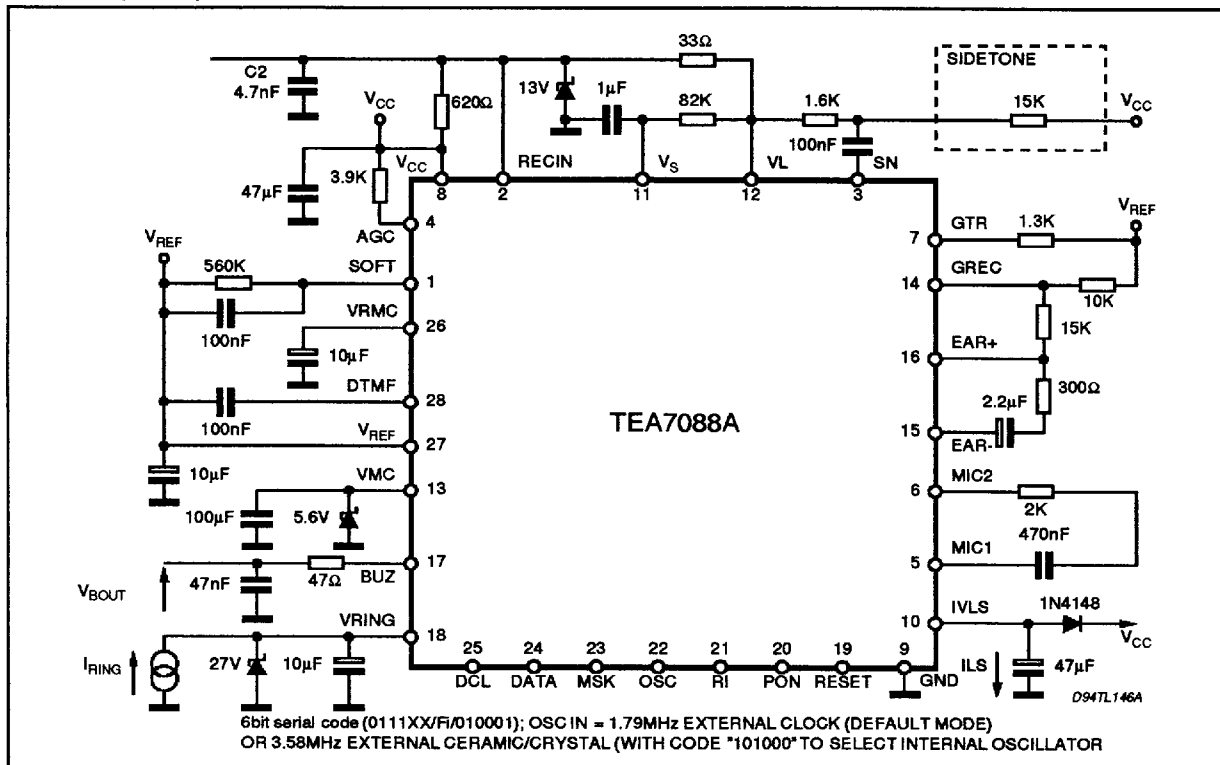 33Ω
SIDETONE
C2
4.7nF
13V
1µF
VCC
620Ω
82K
1.6K
15K
VCC
100nF
VCC
RECIN
VS
VL
SN
47µF
3.9K
8
2
11
12
3
VREF
AGC
4
7
GTR
1.3K
VREF
560K
SOFT
1
14
GREC
10K
100nF
VRMC
26
15K
10µF
16
EAR+
DTMF
28
300Ω
100nF
TEA7088A
2.2µF
VREF
27
15
EAR-
10µF
VMC
13
6
MIC2
2K
100µF
5.6V
470nF
17
BUZ
47Ω
47nF
VBOUT
5
MIC1
VRING
18
10
IVLS
1N4148
VCC
IRING
27V
10µF
25
24
23
22
21
20
19
9
DCL
DATA
MSK
OSC
RI
PON
RESET
GND
ILS
47µF
D94TL146A
6bit serial code (0111XX/Fi/010001); OSC IN = 1.79MHz EXTERNAL CLOCK (DEFAULT MODE)
OR 3.58MHz EXTERNAL CERAMIC/CRYSTAL (WITH CODE "101000" TO SELECT INTERNAL OSCILLATOR